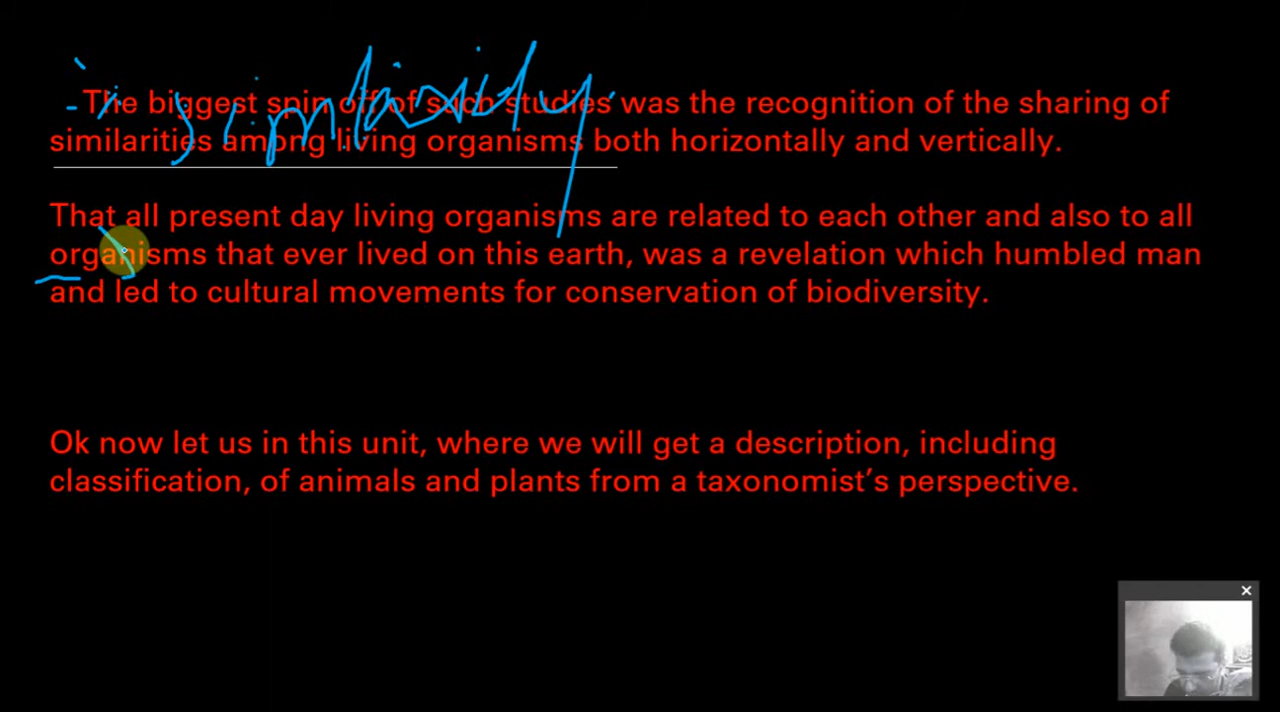 The biggest spin off of such studies was the recognition of the sharing of
similarities among living organisms both horizontally and vertically.
That all present day living organisms are related to each other and also to all
organisms that ever lived on this earth, was a revelation which humbled man
and led to cultural movements for conservation of biodiversity.
Ok now let us in this unit, where we will get a description, including
classification, of animals and plants from a taxonomist’s perspective.